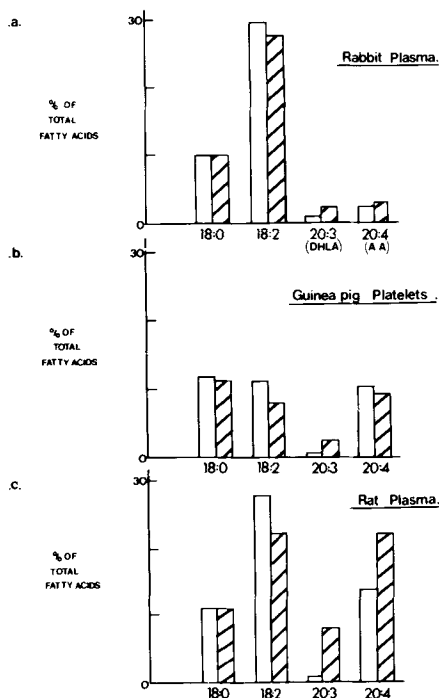 .a.
30
Rabbit Plasma.
% OF
TOTAL
FATTY ACIDS
0
18:0 18:2 20:3 20:4
(DHLA) (AA)
.b.
30
Guinea pig Platelets .
% OF
TOTAL
FATTY ACIDS
0
18:0 18:2 20:3 20:4
.c.
30
Rat Plasma.
% OF
TOTAL
FATTY ACIDS
0
18:0 18:2 20:3 20:4